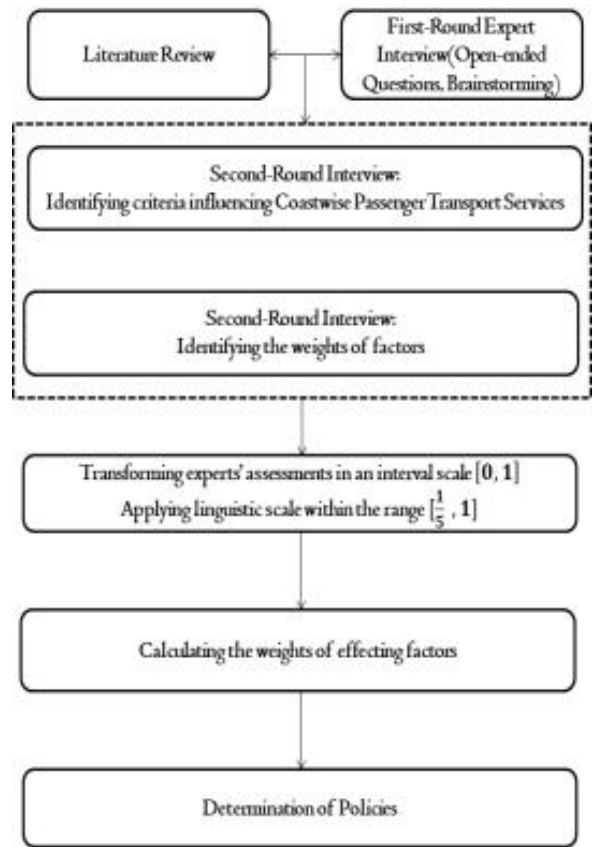 Literature Review
First-Round Expert
Interview(Open-ended
Questions, Brainstorming)
Second-Round Interview:
Identifying criteria influencing Coastwise Passenger Transport Services
Second-Round Interview:
Identifying the weights of factors
Transforming experts' assessments in an interval scale [0, 1]
Applying linguistic scale within the range [1/5 , 1]
Calculating the weights of effecting factors
Determination of Policies